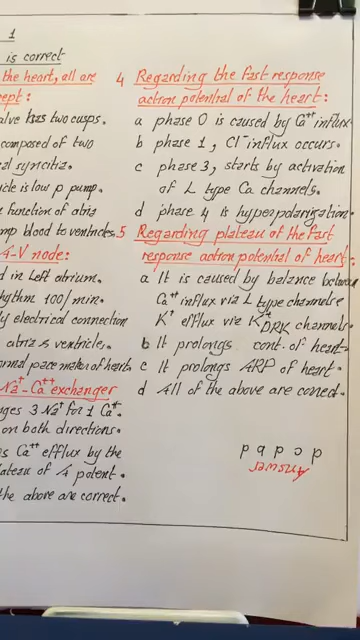 1
is correct
the heart, all are
cept :
alve has two cusps.
composed of two
al syncitia.
icle is low p pump.
function of atria
mp blood to ventricles.
A-V node:
d in Left atrium.
hythm 100/min.
ly electrical connection
atria & ventricles.
ormal pace maker of heart.
Na⁺-Ca⁺⁺ exchanger
nges 3 Na⁺ for 1 Ca⁺⁺.
on both directions.
s Ca⁺⁺ efflux by the
lateau of A potent.
the above are correct.
4 Regarding the fast response
action potential of the heart:
a phase 0 is caused by Ca⁺⁺ influx
b phase 1, Cl⁻ influx occurs.
c phase 3, starts by activation
of L type Ca channels.
d phase 4 is hyperpolarization.
5 Regarding plateau of the fast
response action potential of heart:
a It is caused by balance between
Ca⁺⁺ influx via L type channels &
K⁺ efflux via K⁺DRK channels.
b It prolongs cont. of heart.
c It prolongs ARP of heart.
d All of the above are correct.
Answer
d c d a d